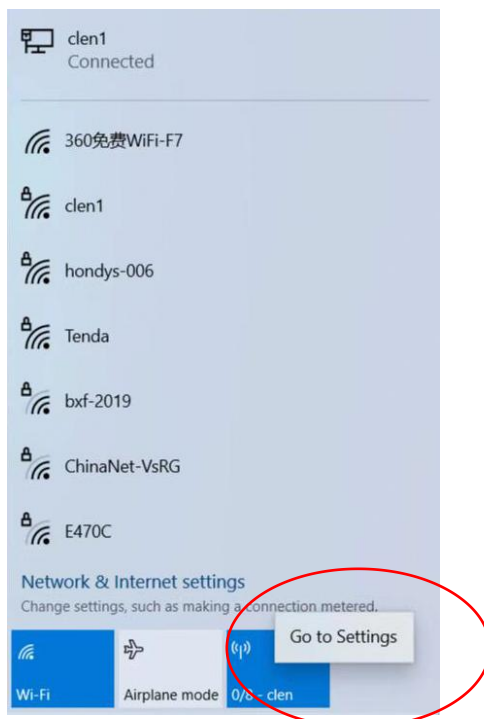 clen1
Connected
360免费WiFi-F7
clen1
hondys-006
Tenda
bxf-2019
ChinaNet-VsRG
E470C
Network & Internet settings
Change settings, such as making a connection metered.
Go to Settings
Wi-Fi
Airplane mode
0/8 - clen